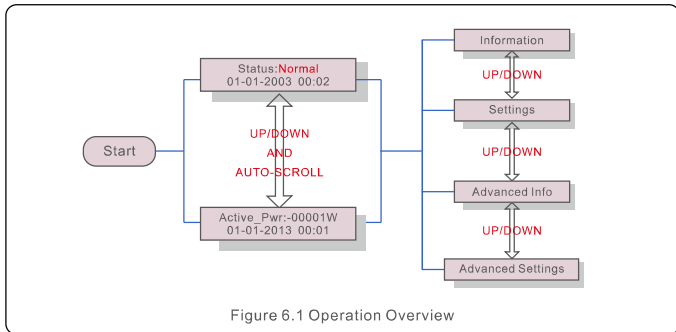 Start
Status:Normal
01-01-2003 00:02
UP/DOWN
AND
AUTO-SCROLL
Active_Pwr:-00001W
01-01-2013 00:01
Information
UP/DOWN
Settings
UP/DOWN
Advanced Info
UP/DOWN
Advanced Settings
Figure 6.1 Operation Overview